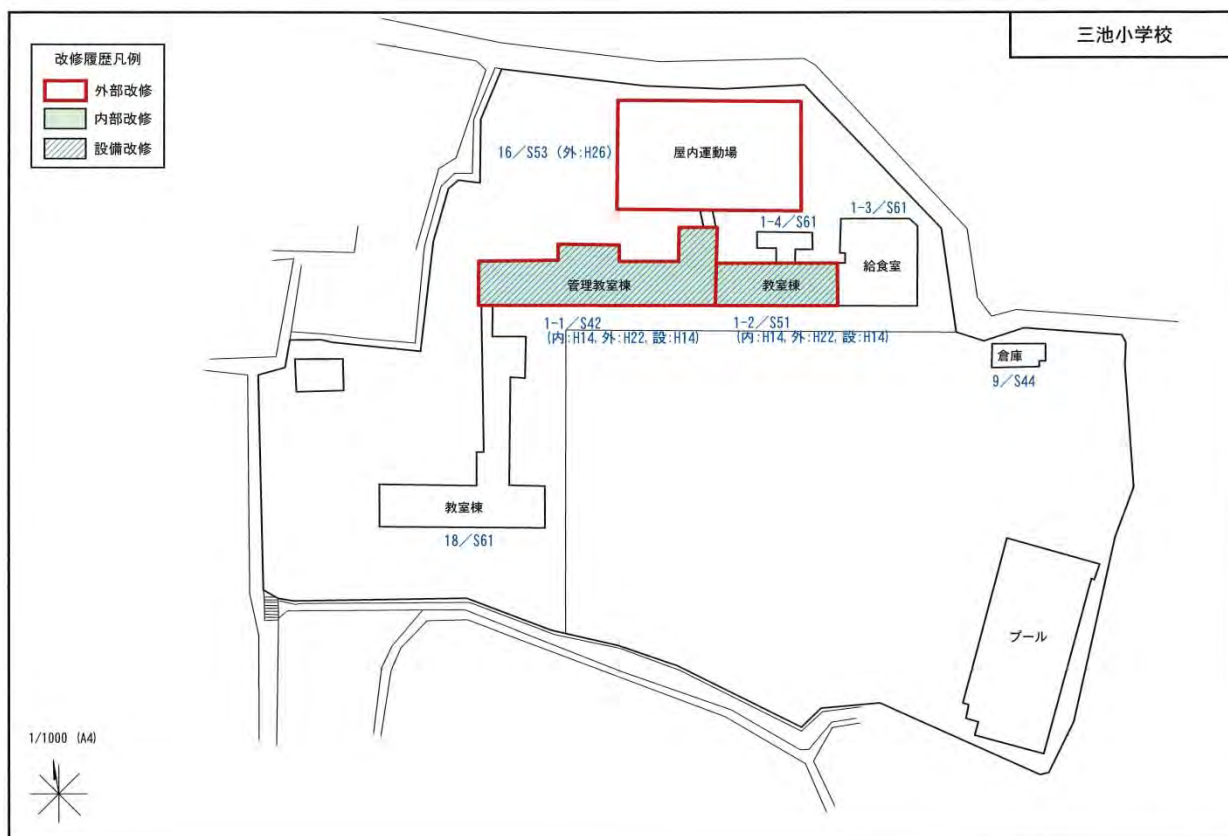 三池小学校
改修履歴凡例
外部改修
内部改修
設備改修
16/S53 (外:H26)
屋内運動場
1-4/S61
1-3/S61
給食室
管理教室棟
教室棟
1-1/S42
(内:H14, 外:H22, 設:H14)
1-2/S51
(内:H14, 外:H22, 設:H14)
倉庫
9/S44
教室棟
18/S61
プール
1/1000 (A4)